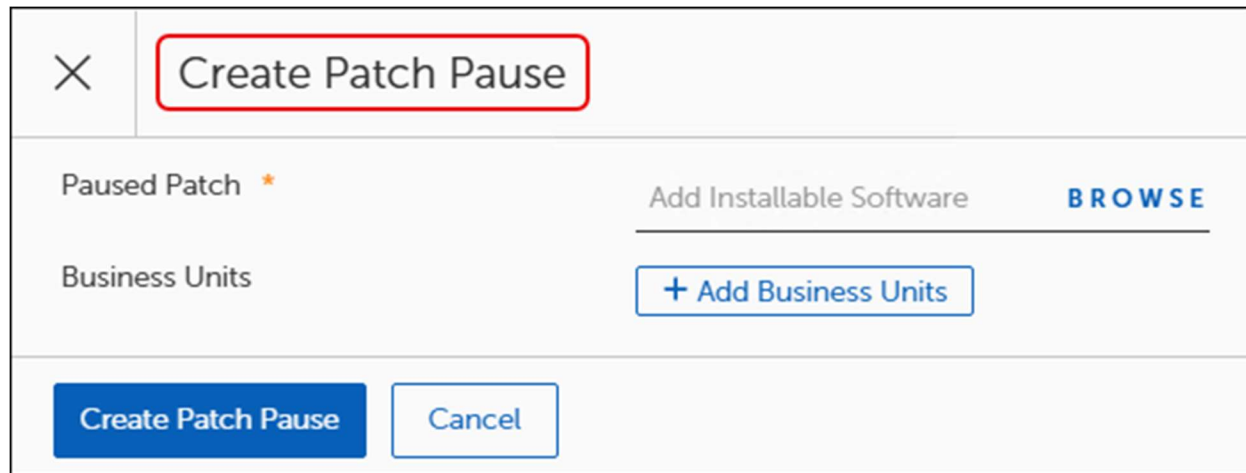 Create Patch Pause
Paused Patch *
Add Installable Software BROWSE
Business Units
+ Add Business Units
Create Patch Pause Cancel